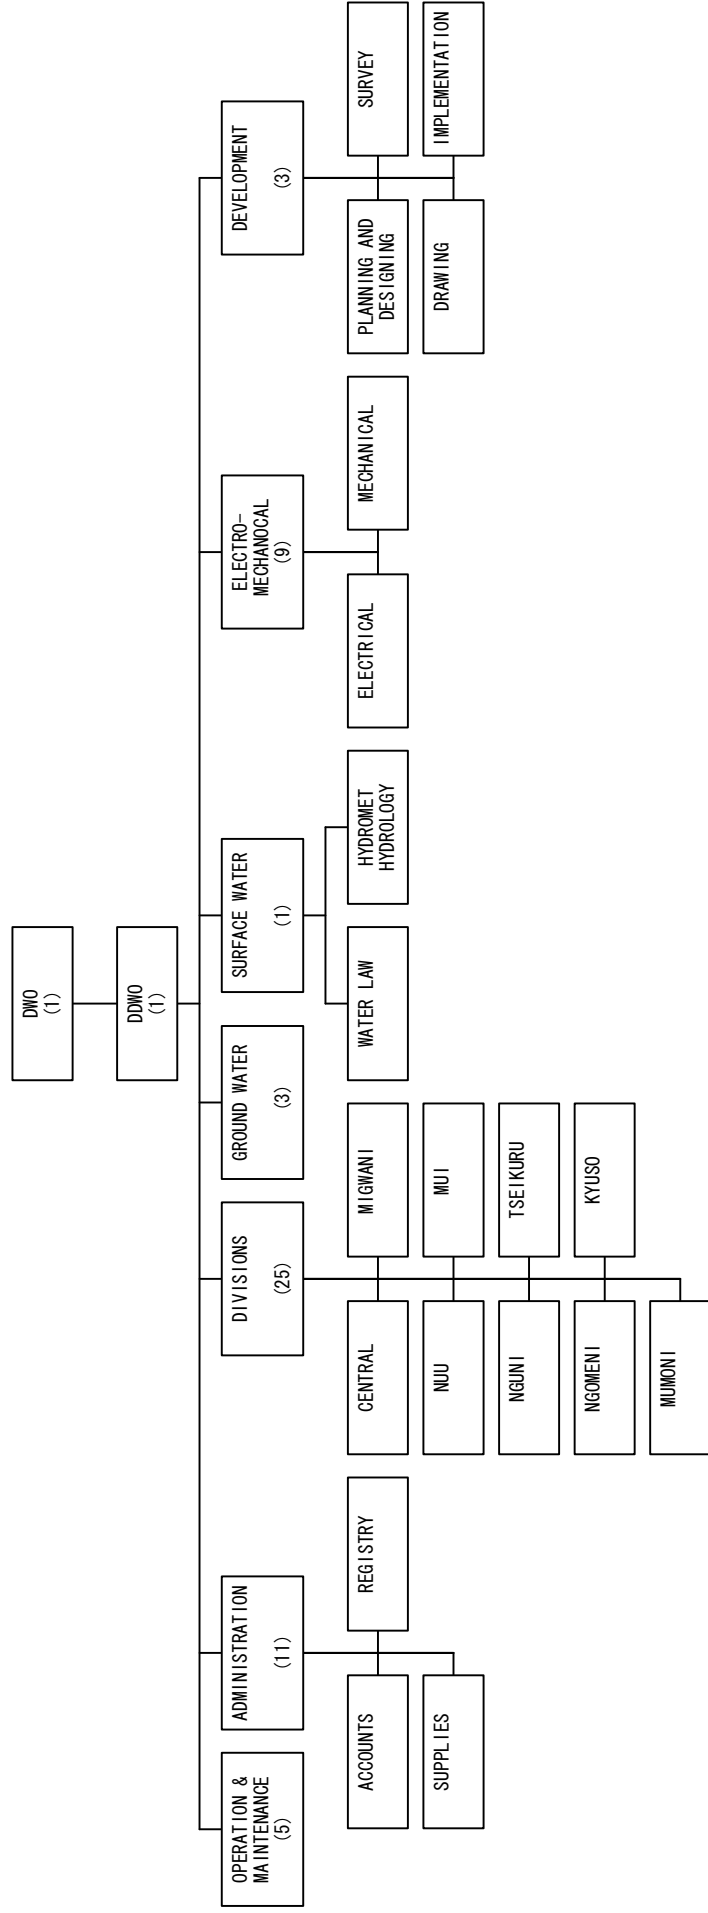 DWO
(1)
DDWO
(1)
OPERATION &
MAINTENANCE
(5)
ADMINISTRATION
(11)
DIVISIONS
(25)
GROUND WATER
(3)
SURFACE WATER
(1)
ELECTRO-
MECHANOCAL
(9)
DEVELOPMENT
(3)
ACCOUNTS
REGISTRY
SUPPLIES
CENTRAL
MIGWANI
NUU
MUI
NGUNI
TSEIKURU
NGOMENI
KYUSO
MUMONI
WATER LAW
HYDROMET
HYDROLOGY
ELECTRICAL
MECHANICAL
PLANNING AND
DESIGNING
SURVEY
DRAWING
IMPLEMENTATION